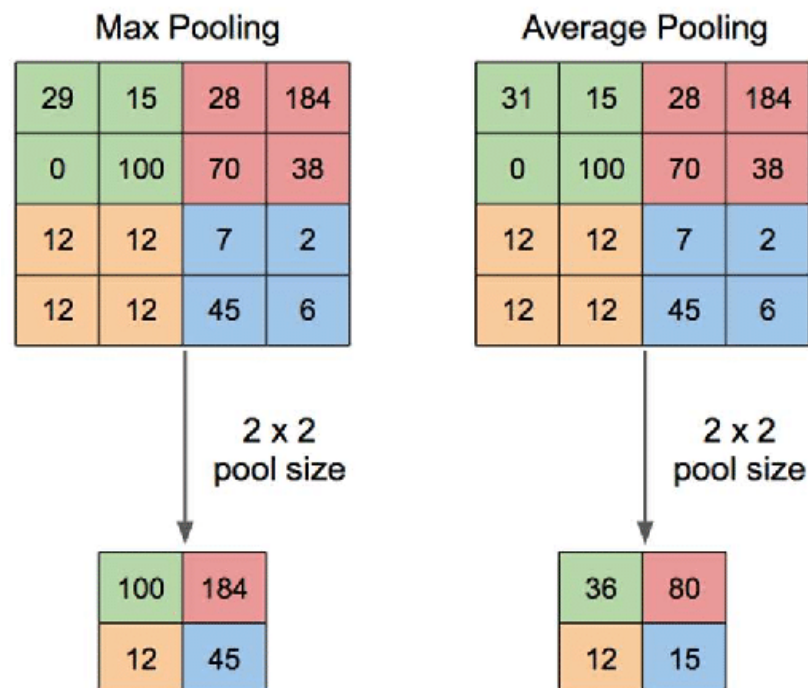 Max Pooling
29 15 28 184
0 100 70 38
12 12 7 2
12 12 45 6
2 x 2
pool size
100 184
12 45
Average Pooling
31 15 28 184
0 100 70 38
12 12 7 2
12 12 45 6
2 x 2
pool size
36 80
12 15